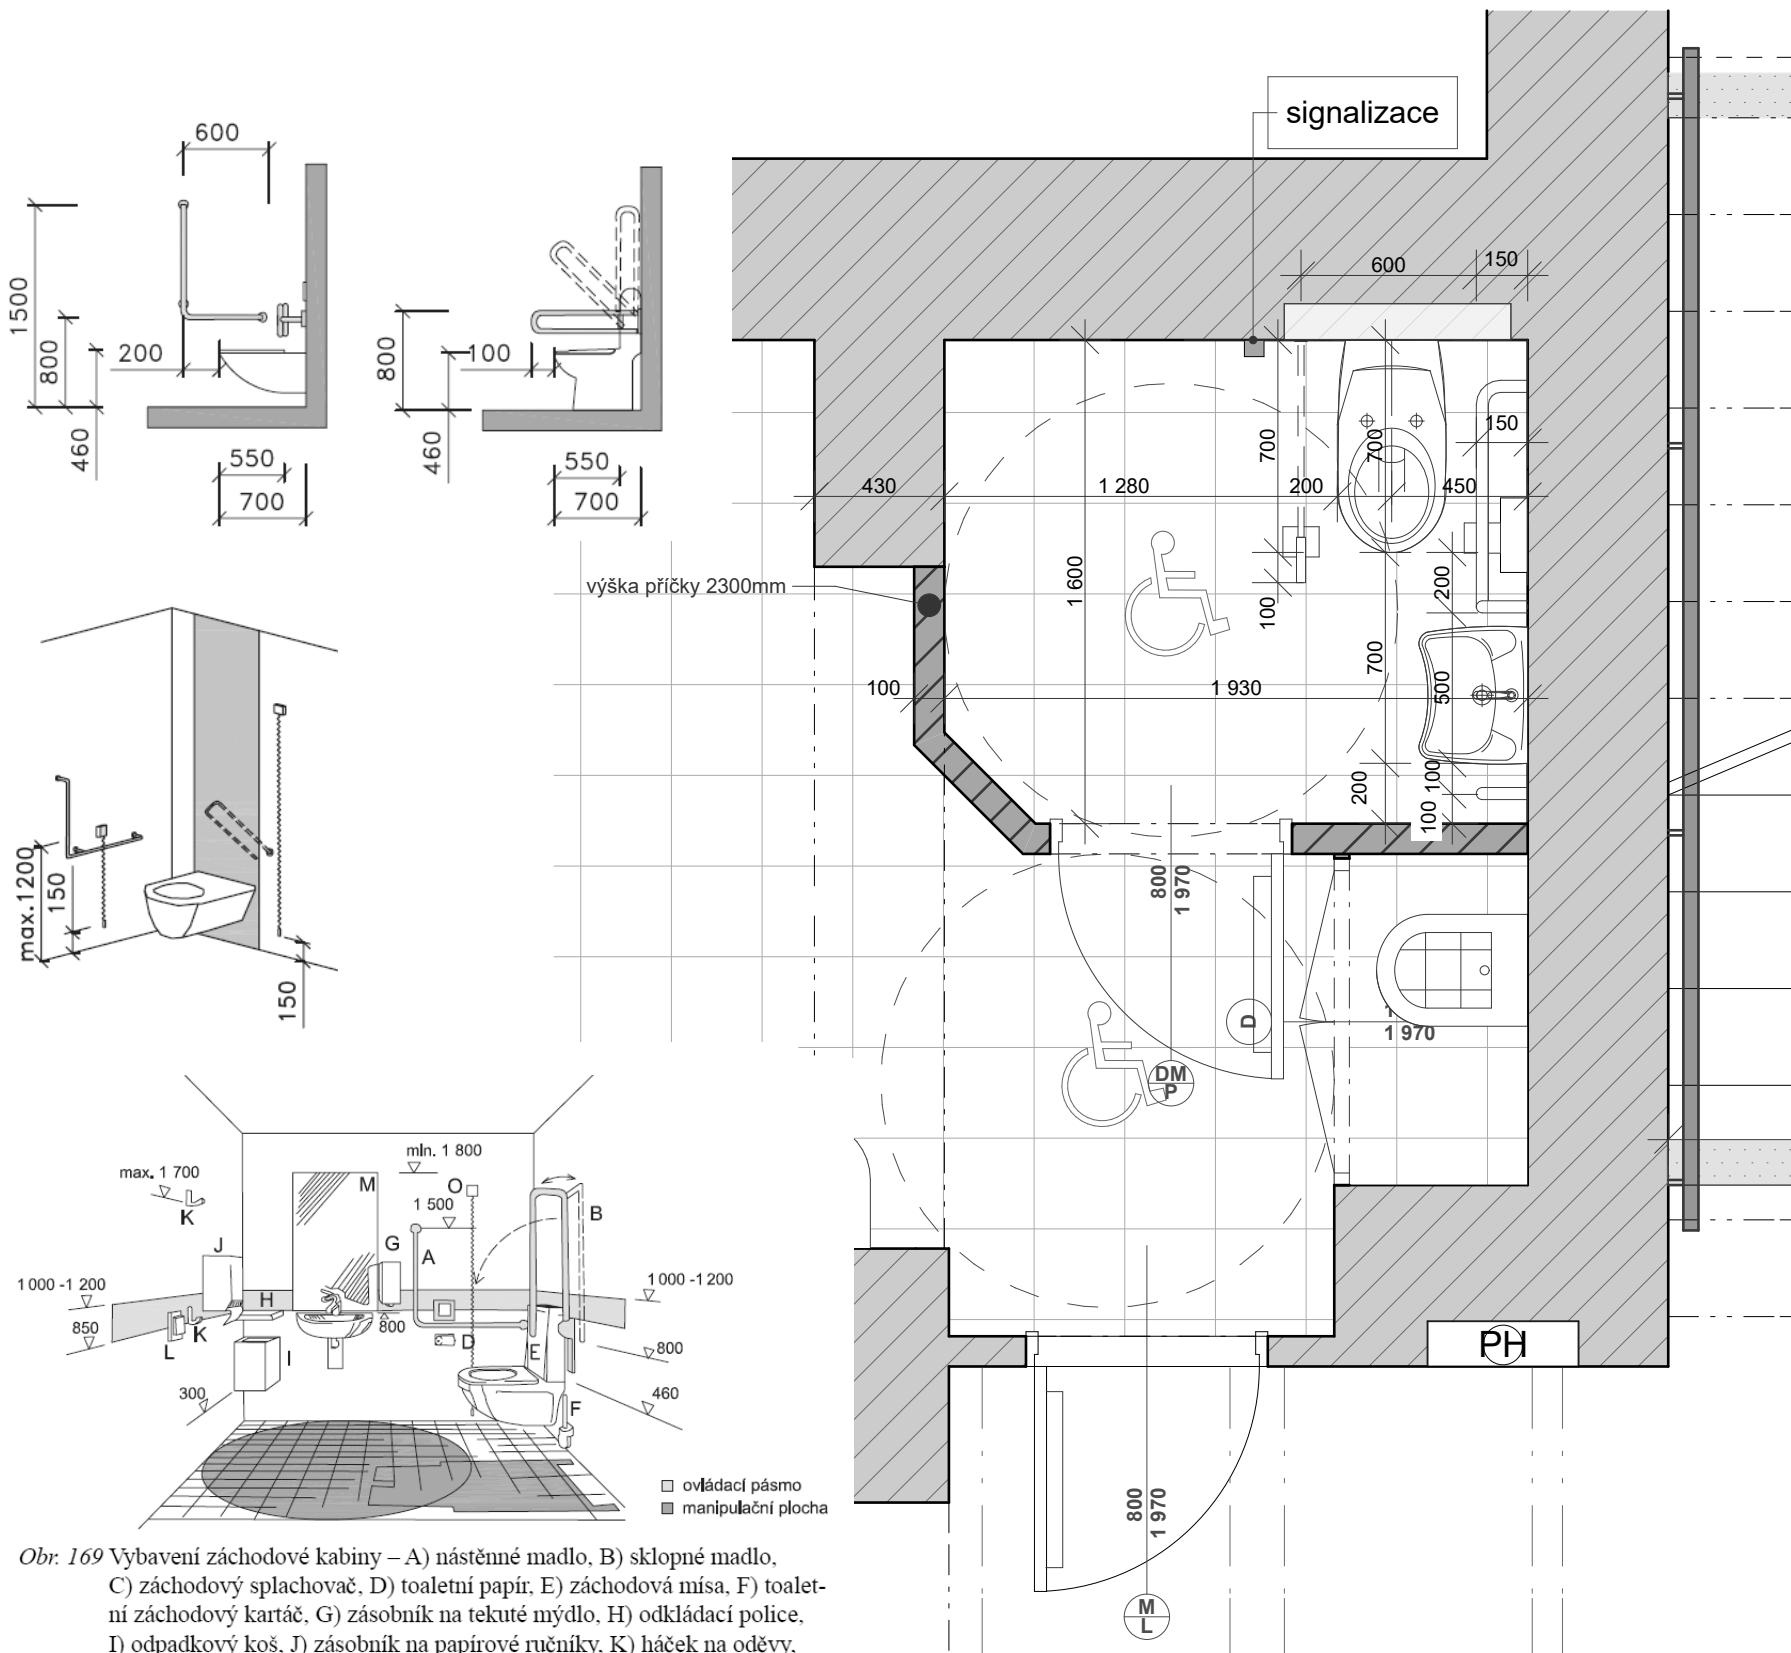 signalizace
600
1500
800
200
460
550
700
800
100
460
550
700
600
150
150
700
700
430
1 280
200
450
1 600
100
200
výška příčky 2300mm
700
500
100
1 930
200
100
100
800
1 970
D
1 970
DM
P
max.1200
150
150
max. 1 700
K
min. 1 800
M
O
1 500
B
G
A
J
1 000 -1 200
H
1 000 -1 200
850
K
800
L
I
D
E
800
300
460
F
ovládací pásmo
manipulační plocha
PH
800
1 970
M
L
Obr. 169 Vybavení záchodové kabiny – A) nástěnné madlo, B) sklopné madlo,
C) záchodový splachovač, D) toaletní papír, E) záchodová mísa, F) toalet-
ní záchodový kartáč, G) zásobník na tekuté mýdlo, H) odkládací police,
I) odpadkový koš, J) zásobník na papírové ručníky, K) háček na oděvy,